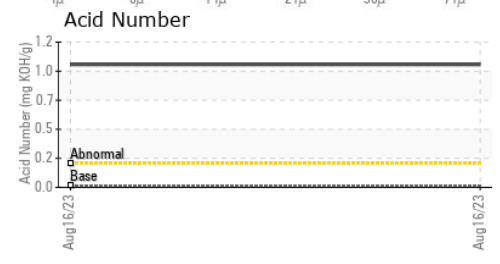 Acid Number
Acid Number (mg KOH/g)
1.2
1.0
0.7
0.5
0.2
0.0
Abnormal
Base
Aug16/23
Aug16/23